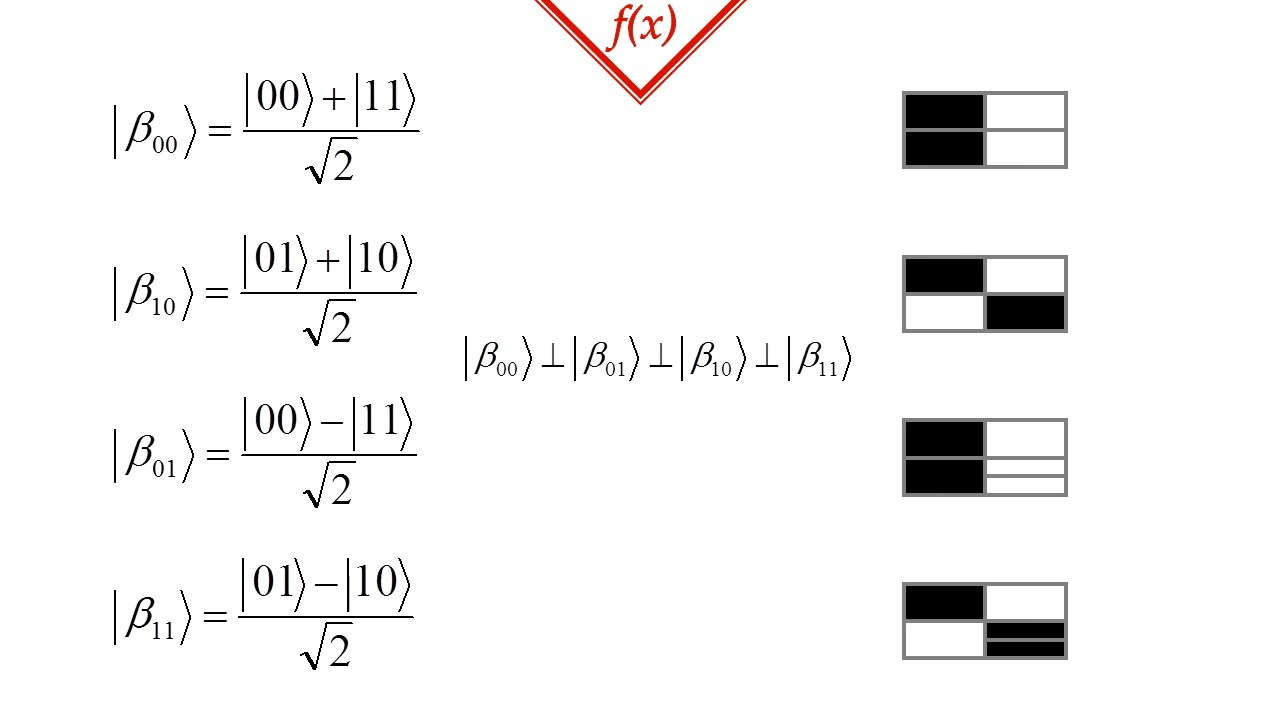 f(x)
|β₀₀⟩ = (|00⟩ + |11⟩) / √2
|β₁₀⟩ = (|01⟩ + |10⟩) / √2
|β₀₀⟩ ⊥ |β₀₁⟩ ⊥ |β₁₀⟩ ⊥ |β₁₁⟩
|β₀₁⟩ = (|00⟩ − |11⟩) / √2
|β₁₁⟩ = (|01⟩ − |10⟩) / √2